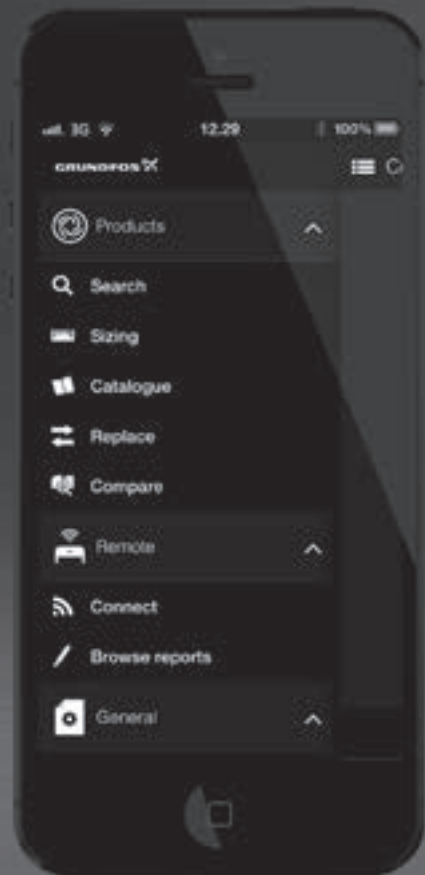 3G 12.29 100%
GRUNDFOS
Products
Search
Sizing
Catalogue
Replace
Compare
Remote
Connect
Browse reports
General